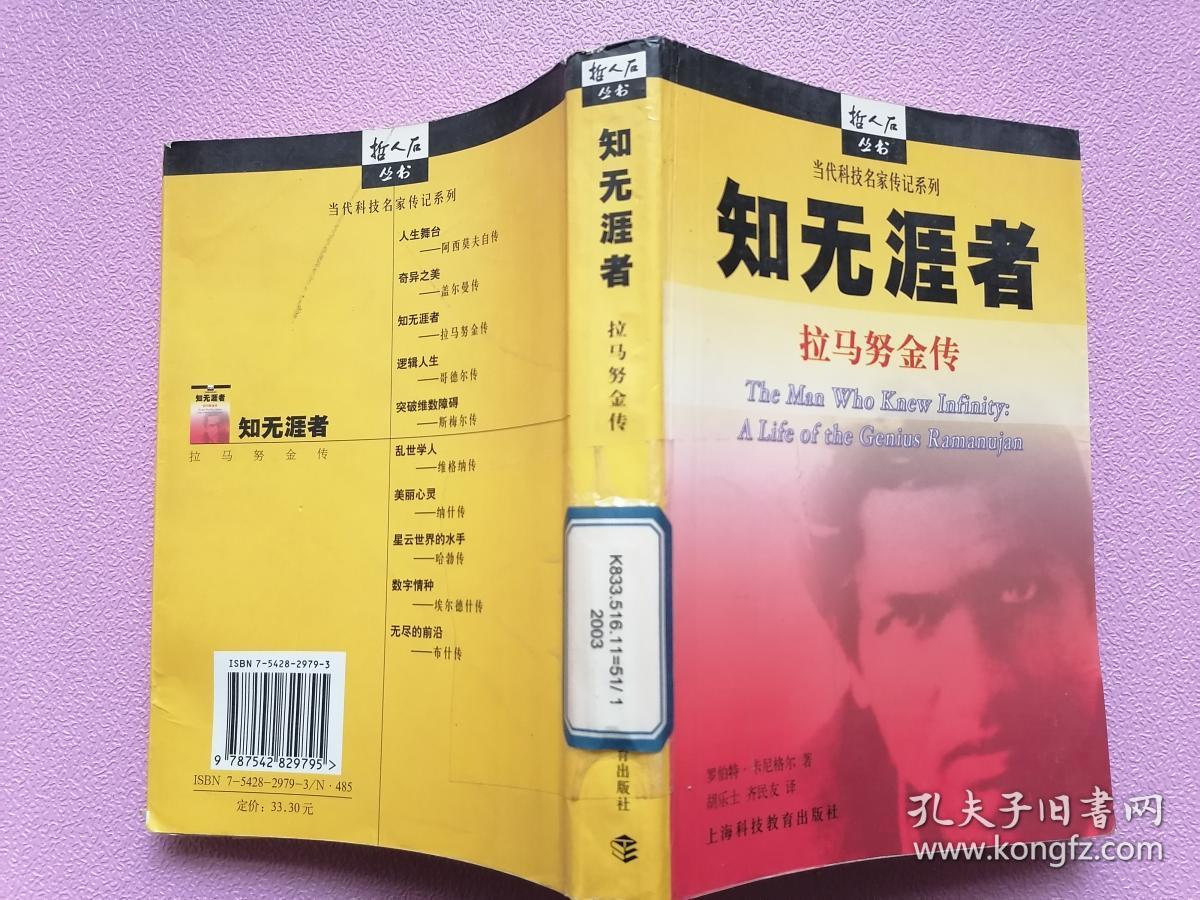 哲人石
丛书
当代科技名家传记系列
人生舞台
——阿西莫夫自传
奇异之美
——盖尔曼传
知无涯者
——拉马努金传
逻辑人生
——哥德尔传
突破维数障碍
——斯梅尔传
乱世学人
——维格纳传
美丽心灵
——纳什传
星云世界的水手
——哈勃传
数字情种
——埃尔德什传
无尽的前沿
——布什传
知无涯者
知无涯者
拉马努金传
ISBN 7-5428-2979-3
9 787542 829795 >
ISBN 7-5428-2979-3/N·485
定价：33.30元
哲人石
丛书
知无涯者
拉马努金传
K833.516.11=51/1
2003
育出版社
哲人石
丛书
当代科技名家传记系列
知无涯者
拉马努金传
The Man Who Knew Infinity:
A Life of the Genius Ramanujan
罗伯特·卡尼格尔 著
胡乐士 齐民友 译
上海科技教育出版社
孔夫子旧书网
www.kongfz.com